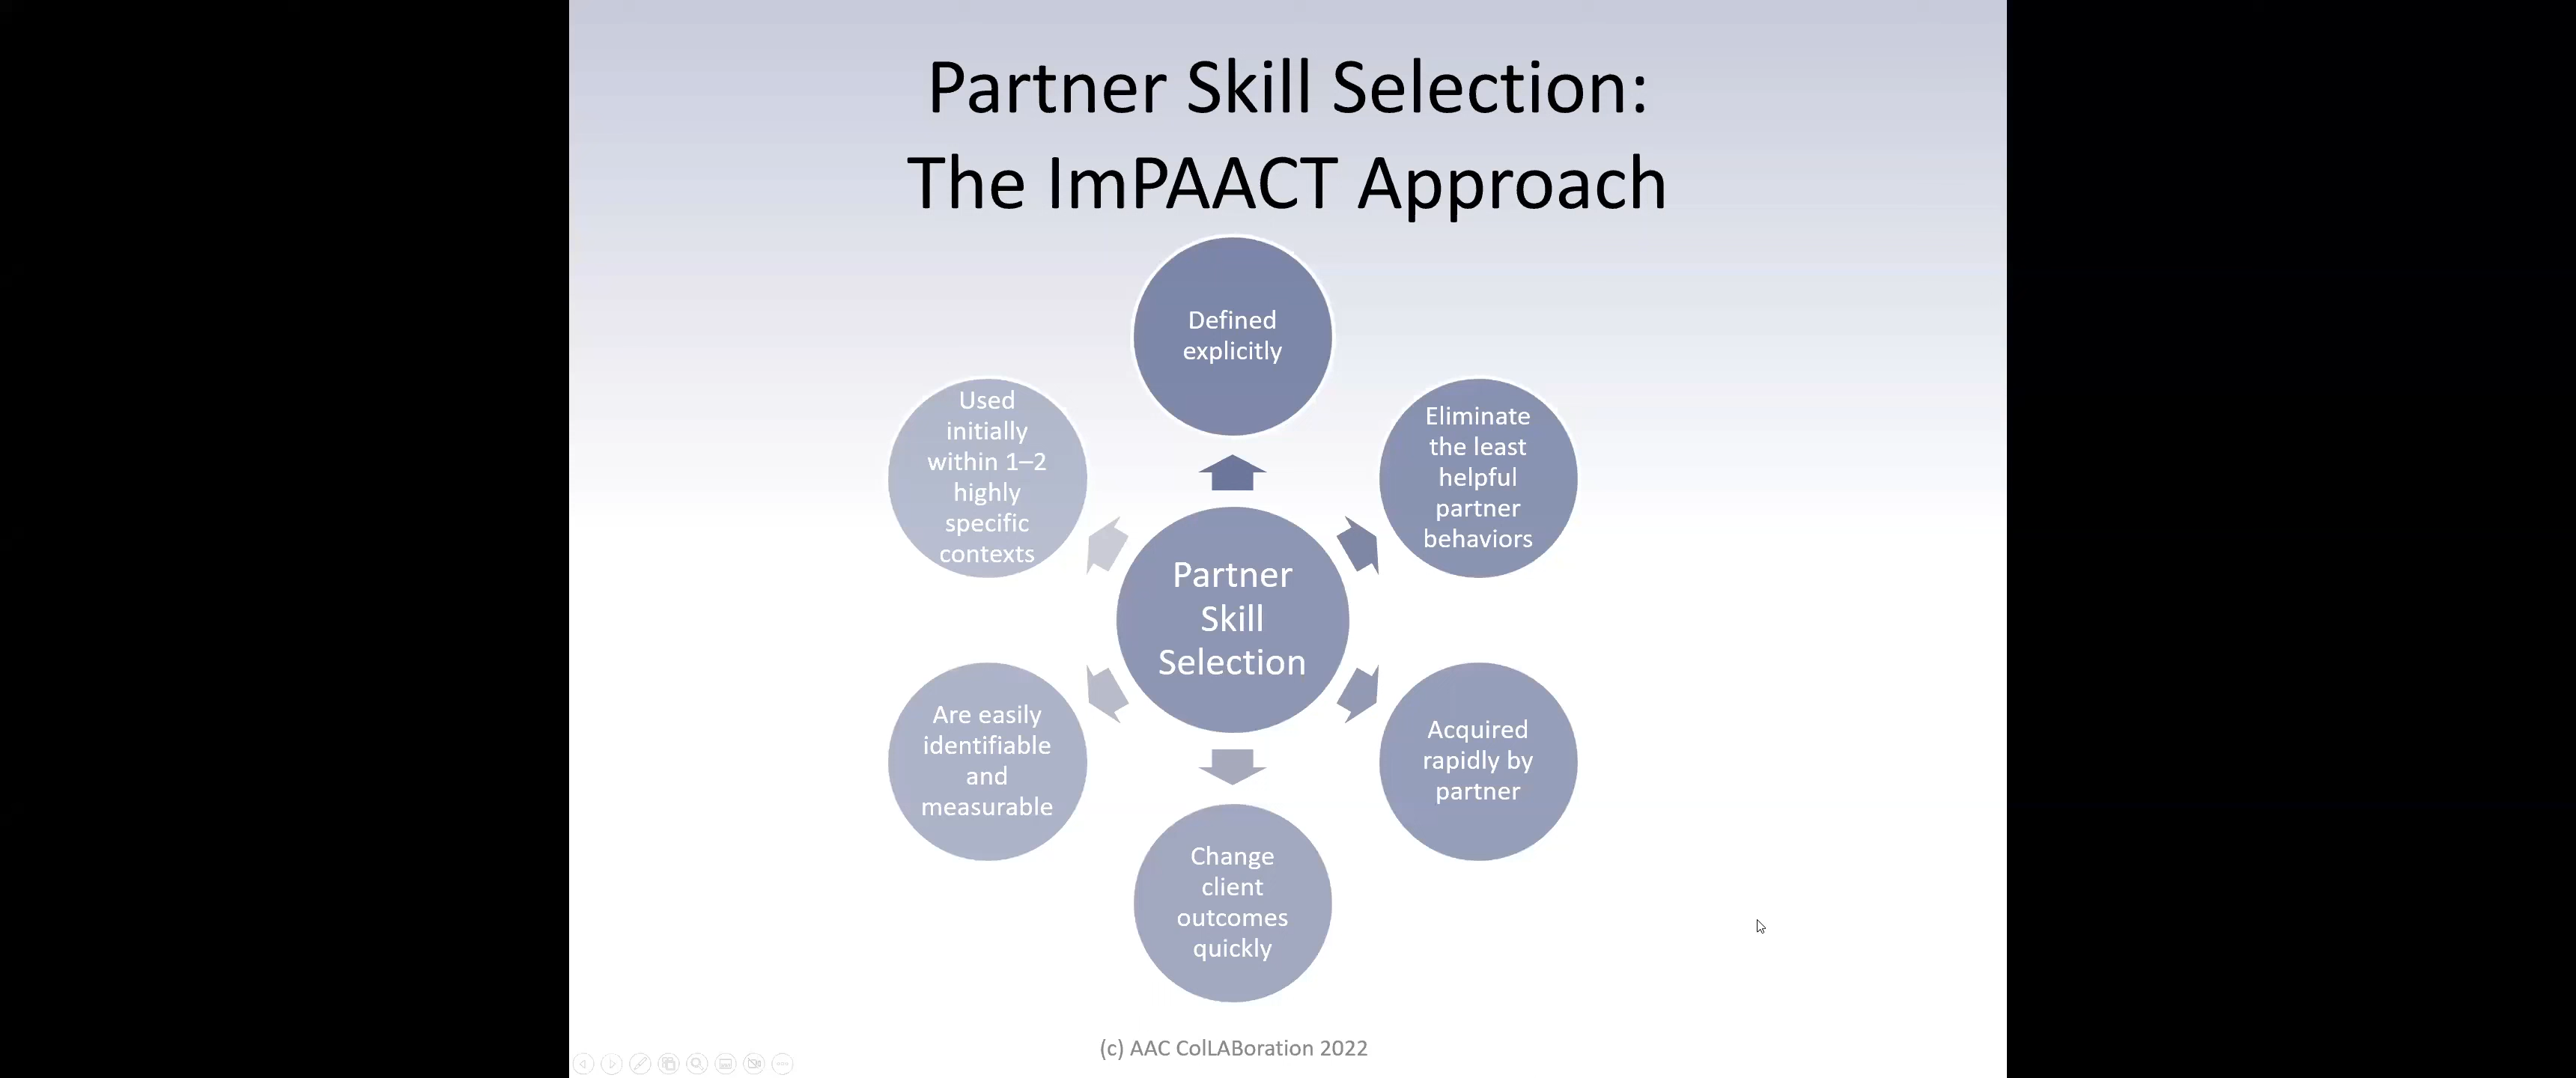 Partner Skill Selection:
The ImPAACT Approach
Defined
explicitly
Eliminate
the least
helpful
partner
behaviors
Acquired
rapidly by
partner
Change
client
outcomes
quickly
Are easily
identifiable
and
measurable
Used
initially
within 1–2
highly
specific
contexts
Partner
Skill
Selection
(c) AAC ColLABoration 2022